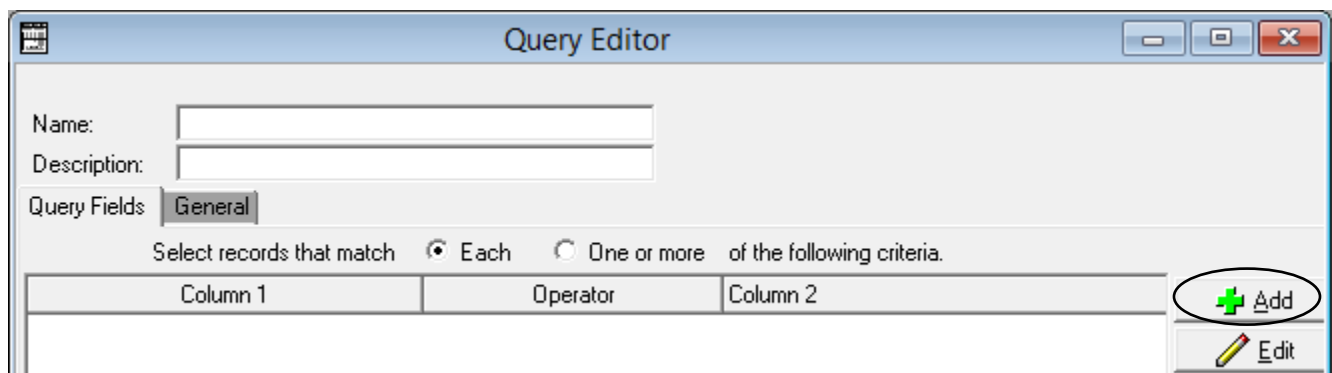 Query Editor
Name:
Description:
Query Fields General
Select records that match Each One or more of the following criteria.
Column 1 Operator Column 2
Add
Edit